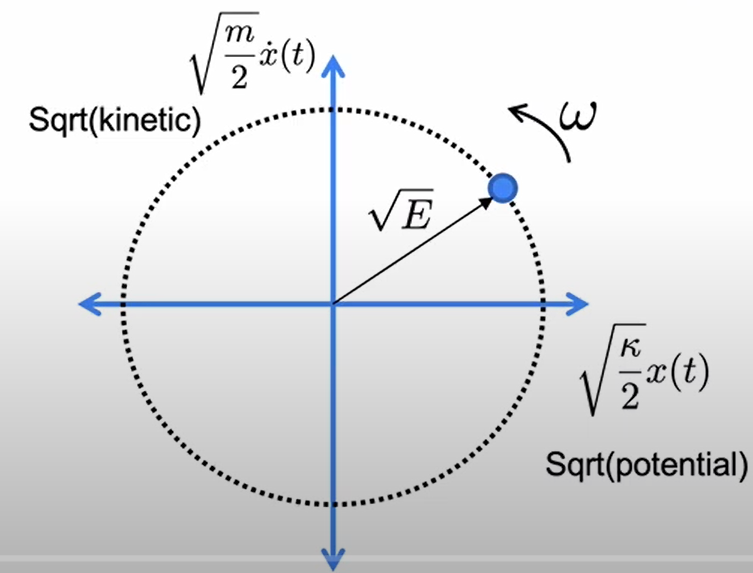 √(m/2) ẋ(t)
Sqrt(kinetic)
ω
√E
√(κ/2) x(t)
Sqrt(potential)